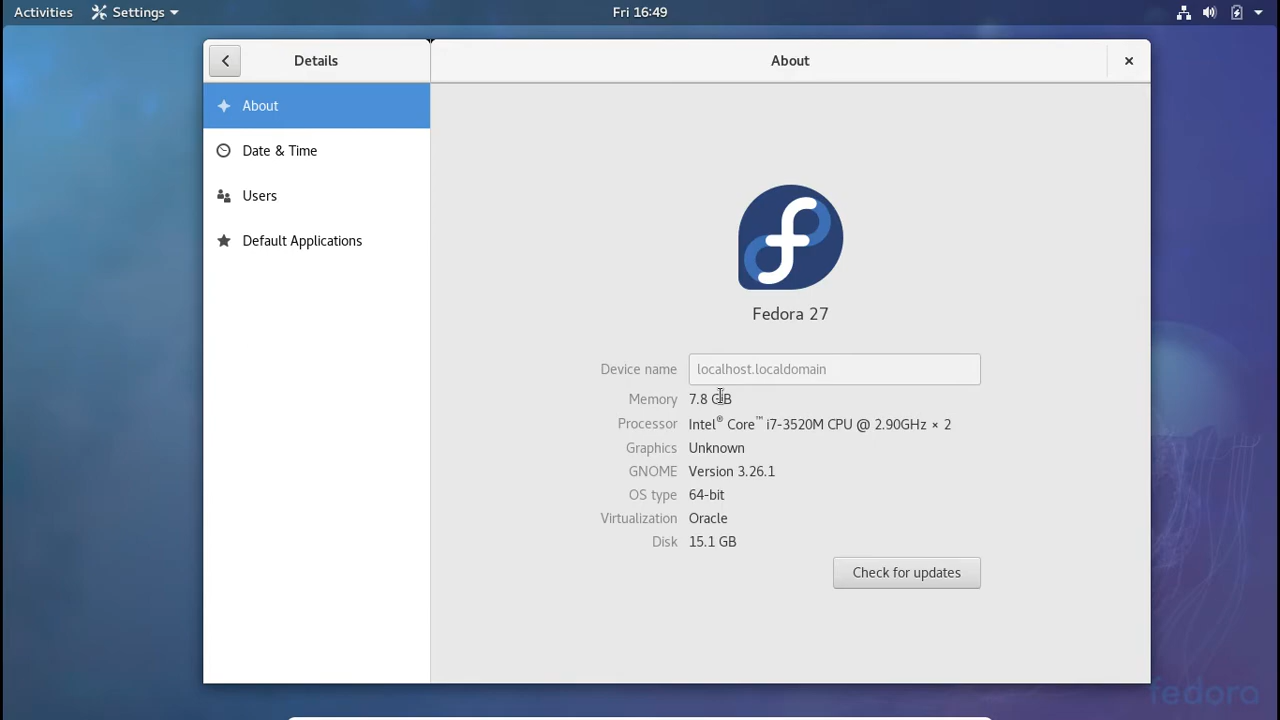 Activities Settings Fri 16:49
Details About
About
Date & Time
Users
Default Applications
Fedora 27
Device name localhost.localdomain
Memory 7.8 GiB
Processor Intel® Core™ i7-3520M CPU @ 2.90GHz × 2
Graphics Unknown
GNOME Version 3.26.1
OS type 64-bit
Virtualization Oracle
Disk 15.1 GB
Check for updates
fedora